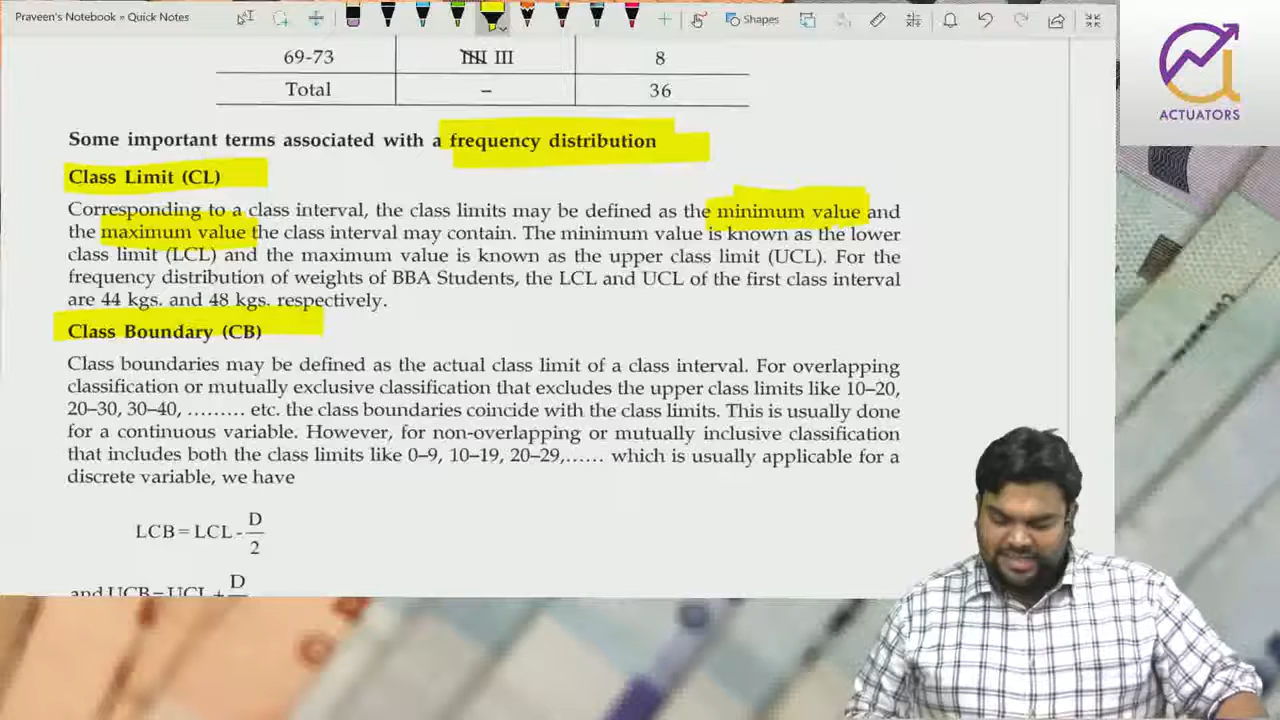 Praveen's Notebook = Quick Notes
Shapes
ACTUATORS
69-73 IIII III 8
Total – 36
Some important terms associated with a frequency distribution
Class Limit (CL)
Corresponding to a class interval, the class limits may be defined as the minimum value and
the maximum value the class interval may contain. The minimum value is known as the lower
class limit (LCL) and the maximum value is known as the upper class limit (UCL). For the
frequency distribution of weights of BBA Students, the LCL and UCL of the first class interval
are 44 kgs. and 48 kgs. respectively.
Class Boundary (CB)
Class boundaries may be defined as the actual class limit of a class interval. For overlapping
classification or mutually exclusive classification that excludes the upper class limits like 10–20,
20–30, 30–40, ......... etc. the class boundaries coincide with the class limits. This is usually done
for a continuous variable. However, for non-overlapping or mutually inclusive classification
that includes both the class limits like 0–9, 10–19, 20–29,...... which is usually applicable for a
discrete variable, we have
LCB = LCL - D/2
and UCB = UCL + D